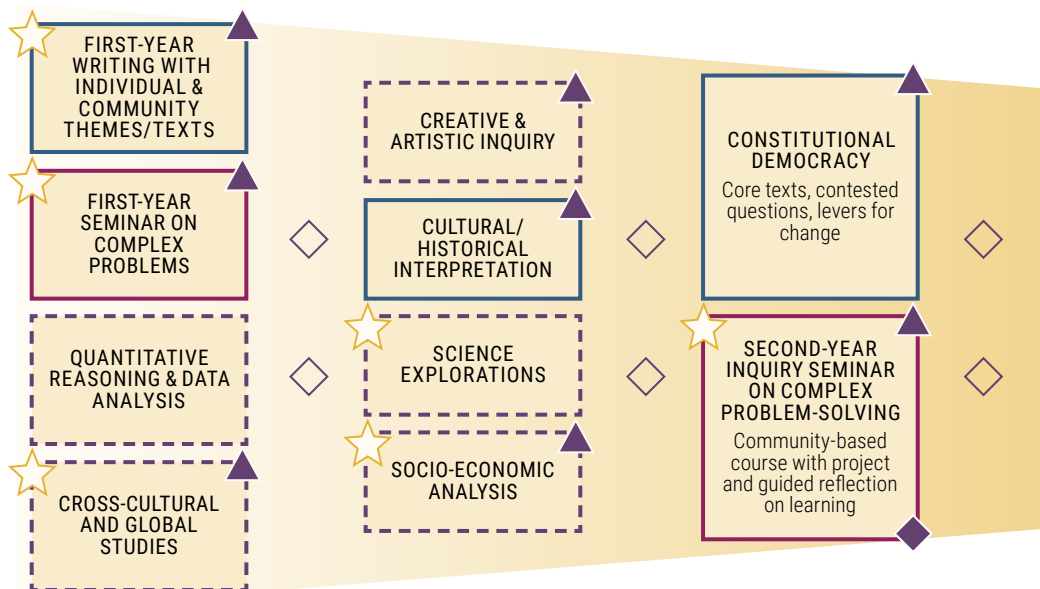 FIRST-YEAR
WRITING WITH
INDIVIDUAL &
COMMUNITY
THEMES/TEXTS
FIRST-YEAR
SEMINAR ON
COMPLEX
PROBLEMS
QUANTITATIVE
REASONING & DATA
ANALYSIS
CROSS-CULTURAL
AND GLOBAL
STUDIES
CREATIVE &
ARTISTIC INQUIRY
CULTURAL/
HISTORICAL
INTERPRETATION
SCIENCE
EXPLORATIONS
SOCIO-ECONOMIC
ANALYSIS
CONSTITUTIONAL
DEMOCRACY
Core texts, contested
questions, levers for
change
SECOND-YEAR
INQUIRY SEMINAR
ON COMPLEX
PROBLEM-SOLVING
Community-based
course with project
and guided reflection
on learning